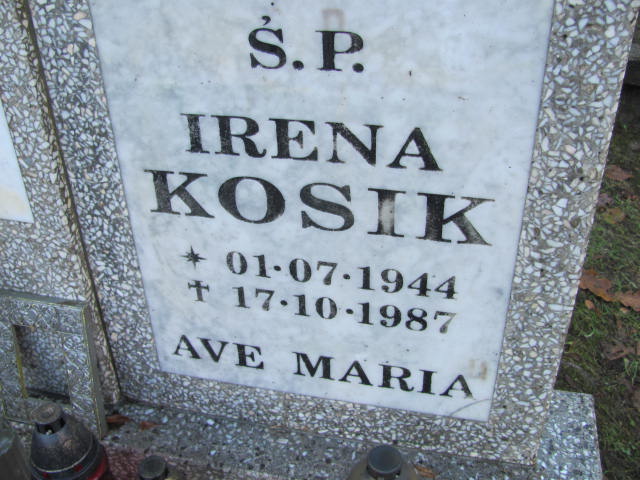 Ś.P.
IRENA
KOSIK
* 01·07·1944
† 17·10·1987
AVE MARIA